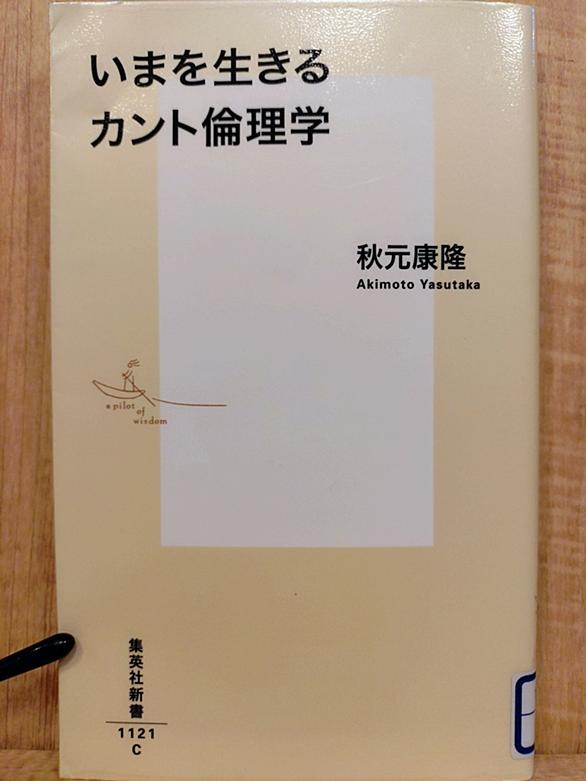 いまを生きる
カント倫理学
秋元康隆
Akimoto Yasutaka
a pilot
of
wisdom
集英社新書
1121
C